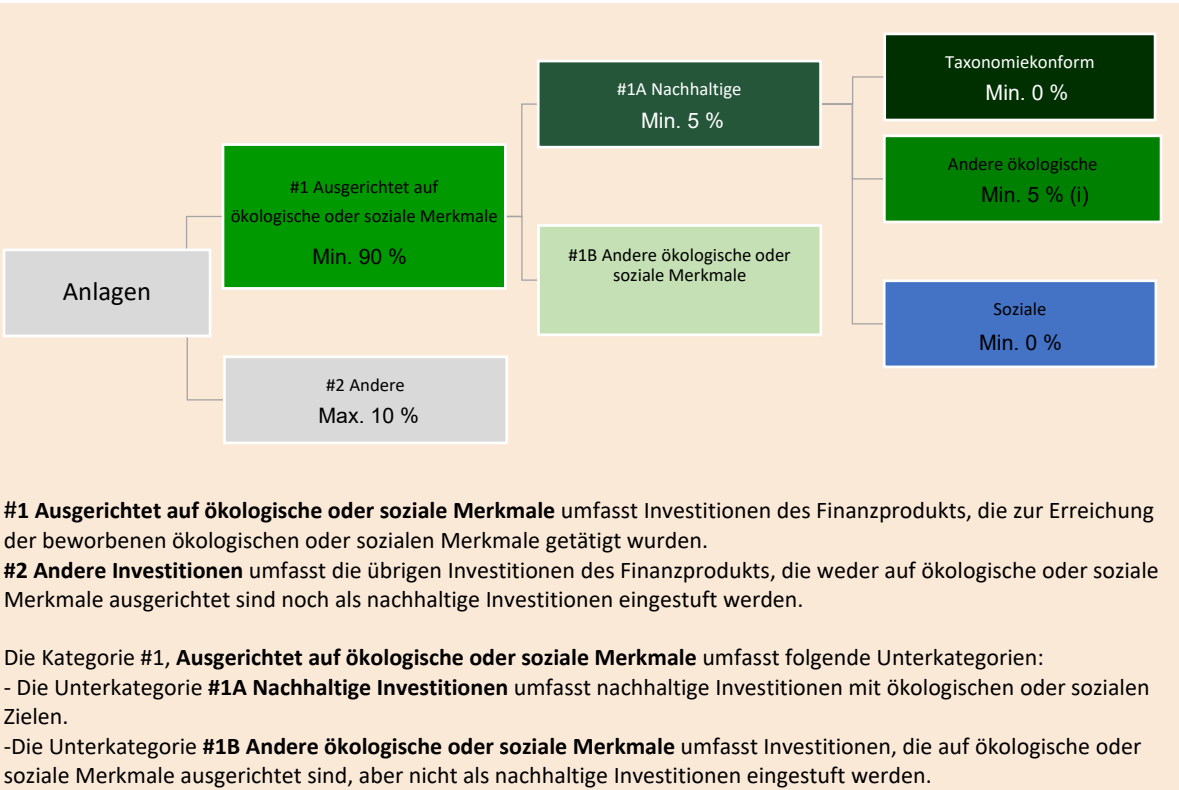 Anlagen
#1 Ausgerichtet auf
ökologische oder soziale Merkmale
Min. 90 %
#2 Andere
Max. 10 %
#1A Nachhaltige
Min. 5 %
#1B Andere ökologische oder
soziale Merkmale
Taxonomiekonform
Min. 0 %
Andere ökologische
Min. 5 % (i)
Soziale
Min. 0 %
#1 Ausgerichtet auf ökologische oder soziale Merkmale umfasst Investitionen des Finanzprodukts, die zur Erreichung
der beworbenen ökologischen oder sozialen Merkmale getätigt wurden.
#2 Andere Investitionen umfasst die übrigen Investitionen des Finanzprodukts, die weder auf ökologische oder soziale
Merkmale ausgerichtet sind noch als nachhaltige Investitionen eingestuft werden.
Die Kategorie #1, Ausgerichtet auf ökologische oder soziale Merkmale umfasst folgende Unterkategorien:
- Die Unterkategorie #1A Nachhaltige Investitionen umfasst nachhaltige Investitionen mit ökologischen oder sozialen
Zielen.
-Die Unterkategorie #1B Andere ökologische oder soziale Merkmale umfasst Investitionen, die auf ökologische oder
soziale Merkmale ausgerichtet sind, aber nicht als nachhaltige Investitionen eingestuft werden.